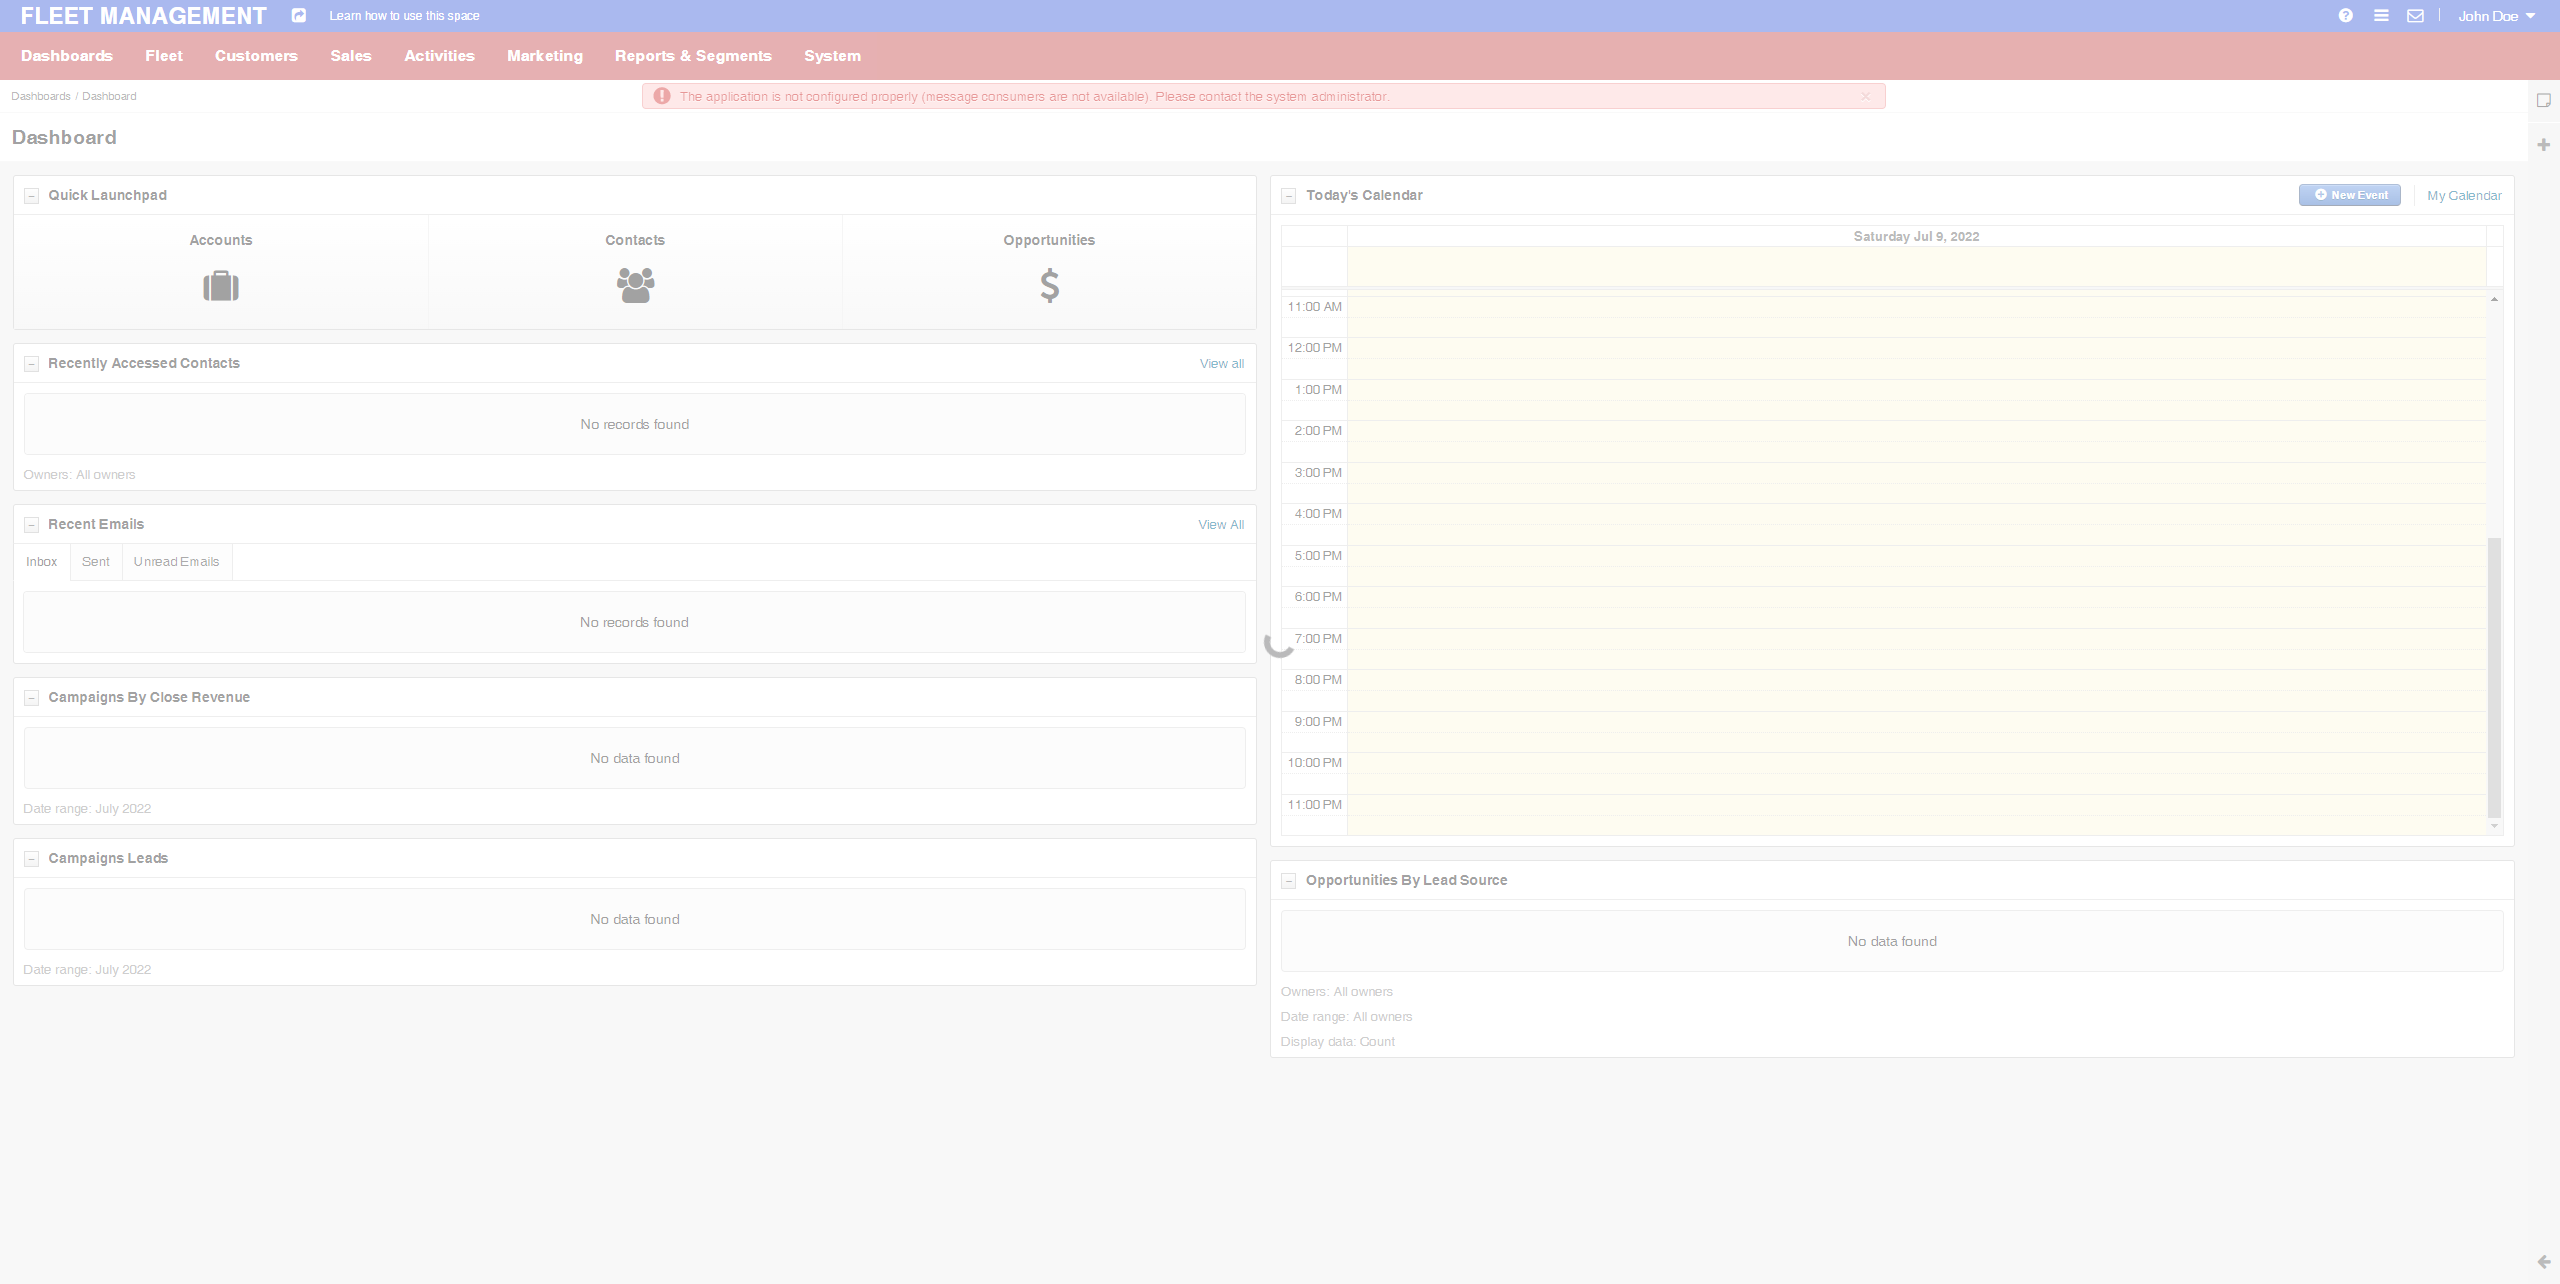 FLEET MANAGEMENT
Learn how to use this space
John Doe
Dashboards Fleet Customers Sales Activities Marketing Reports & Segments System
Dashboards / Dashboard
The application is not configured properly (message consumers are not available). Please contact the system administrator.
×
Dashboard
Quick Launchpad
Accounts Contacts Opportunities
Recently Accessed Contacts View all
No records found
Owners: All owners
Recent Emails View All
Inbox Sent Unread Emails
No records found
Campaigns By Close Revenue
No data found
Date range: July 2022
Campaigns Leads
No data found
Date range: July 2022
Today's Calendar New Event My Calendar
Saturday Jul 9, 2022
11:00 AM
12:00 PM
1:00 PM
2:00 PM
3:00 PM
4:00 PM
5:00 PM
6:00 PM
7:00 PM
8:00 PM
9:00 PM
10:00 PM
11:00 PM
Opportunities By Lead Source
No data found
Owners: All owners
Date range: All owners
Display data: Count